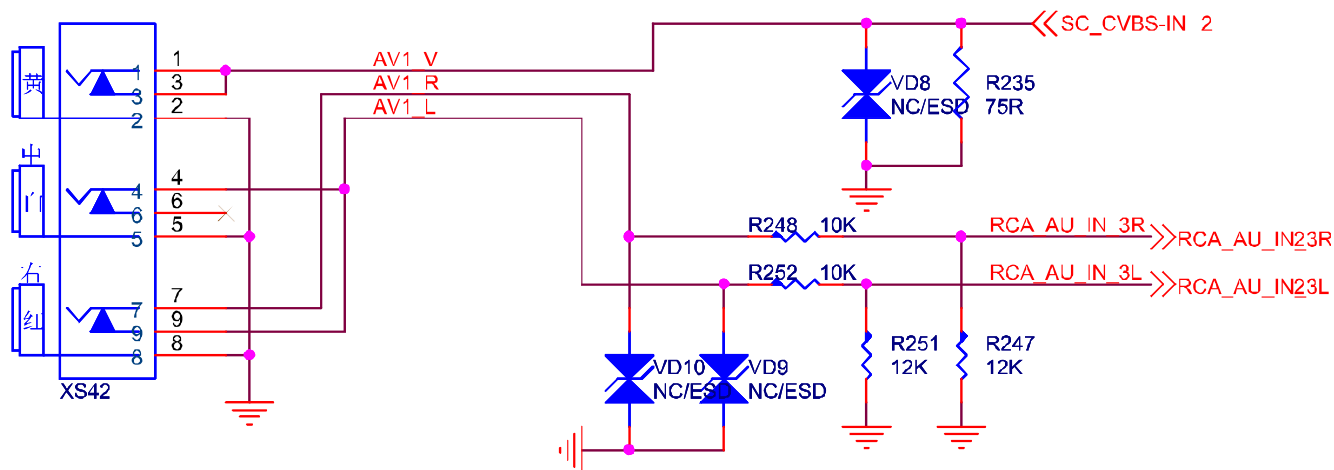 SC_CVBS-IN 2
1
1
AV1_V
3
3
AV1_R
VD8
R235
黄
NC/ESD
75R
2
2
AV1_L
4
4
6
6
5
5
R248
10K
RCA_AU_IN_3R
RCA_AU_IN23R
右
R252
10K
RCA_AU_IN_3L
RCA_AU_IN23L
7
7
9
9
红
8
8
R251
R247
12K
12K
VD10
VD9
NC/ESD
NC/ESD
XS42